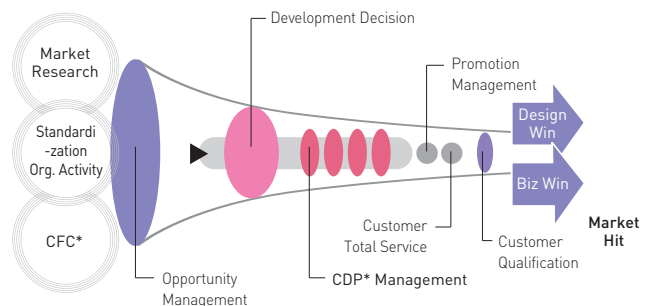 Development Decision
Market
Research
Promotion
Management
Design
Win
Standardi
-zation
Org. Activity
Biz Win
Customer
Total Service
Market
Hit
CFC*
Customer
Qualification
Opportunity
Management
CDP* Management